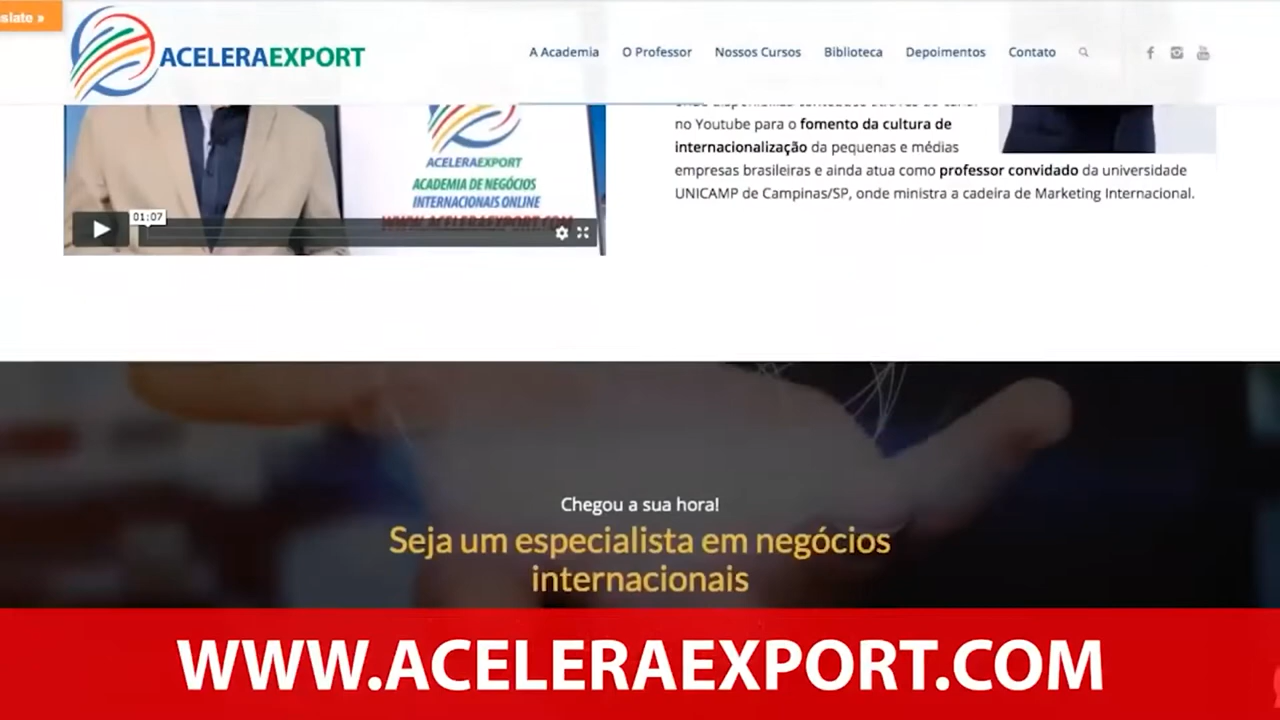 slate »
ACELERAEXPORT
A Academia O Professor Nossos Cursos Biblioteca Depoimentos Contato
ACELERAEXPORT
ACADEMIA DE NEGÓCIOS
INTERNACIONAIS ONLINE
WWW.ACELERAEXPORT.COM
01:07
no Youtube para o fomento da cultura de
internacionalização da pequenas e médias
empresas brasileiras e ainda atua como professor convidado da universidade
UNICAMP de Campinas/SP, onde ministra a cadeira de Marketing Internacional.
Chegou a sua hora!
Seja um especialista em negócios
internacionais
WWW.ACELERAEXPORT.COM